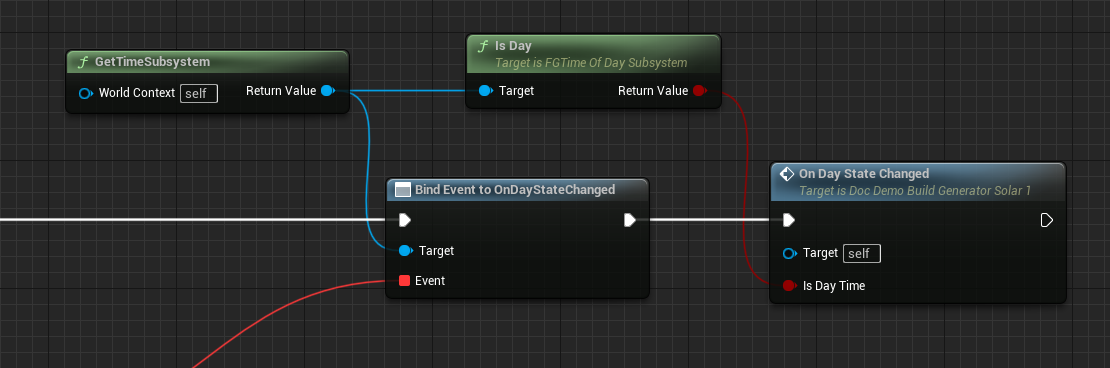 GetTimeSubsystem
World Context self
Return Value
Is Day
Target is FGTime Of Day Subsystem
Target
Return Value
Bind Event to OnDayStateChanged
Target
Event
On Day State Changed
Target is Doc Demo Build Generator Solar 1
Target self
Is Day Time